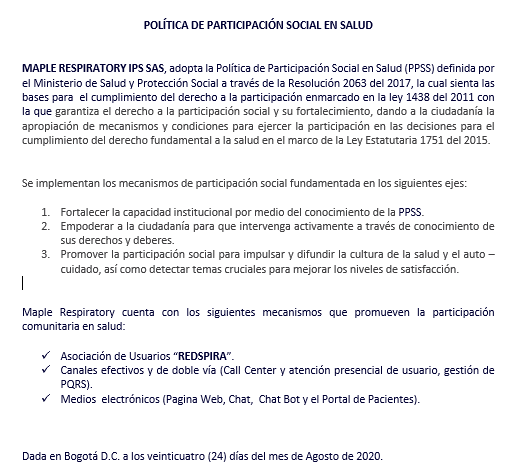 POLÍTICA DE PARTICIPACIÓN SOCIAL EN SALUD
MAPLE RESPIRATORY IPS SAS, adopta la Política de Participación Social en Salud (PPSS) definida por
el Ministerio de Salud y Protección Social a través de la Resolución 2063 del 2017, la cual sienta las
bases para el cumplimiento del derecho a la participación enmarcado en la ley 1438 del 2011 con
la que garantiza el derecho a la participación social y su fortalecimiento, dando a la ciudadanía la
apropiación de mecanismos y condiciones para ejercer la participación en las decisiones para el
cumplimiento del derecho fundamental a la salud en el marco de la Ley Estatutaria 1751 del 2015.
Se implementan los mecanismos de participación social fundamentada en los siguientes ejes:
1. Fortalecer la capacidad institucional por medio del conocimiento de la PPSS.
2. Empoderar a la ciudadanía para que intervenga activamente a través de conocimiento de
sus derechos y deberes.
3. Promover la participación social para impulsar y difundir la cultura de la salud y el auto –
cuidado, así como detectar temas cruciales para mejorar los niveles de satisfacción.
Maple Respiratory cuenta con los siguientes mecanismos que promueven la participación
comunitaria en salud:
✓ Asociación de Usuarios “REDSPIRA”.
✓ Canales efectivos y de doble vía (Call Center y atención presencial de usuario, gestión de
PQRS).
✓ Medios electrónicos (Pagina Web, Chat, Chat Bot y el Portal de Pacientes).
Dada en Bogotá D.C. a los veinticuatro (24) días del mes de Agosto de 2020.